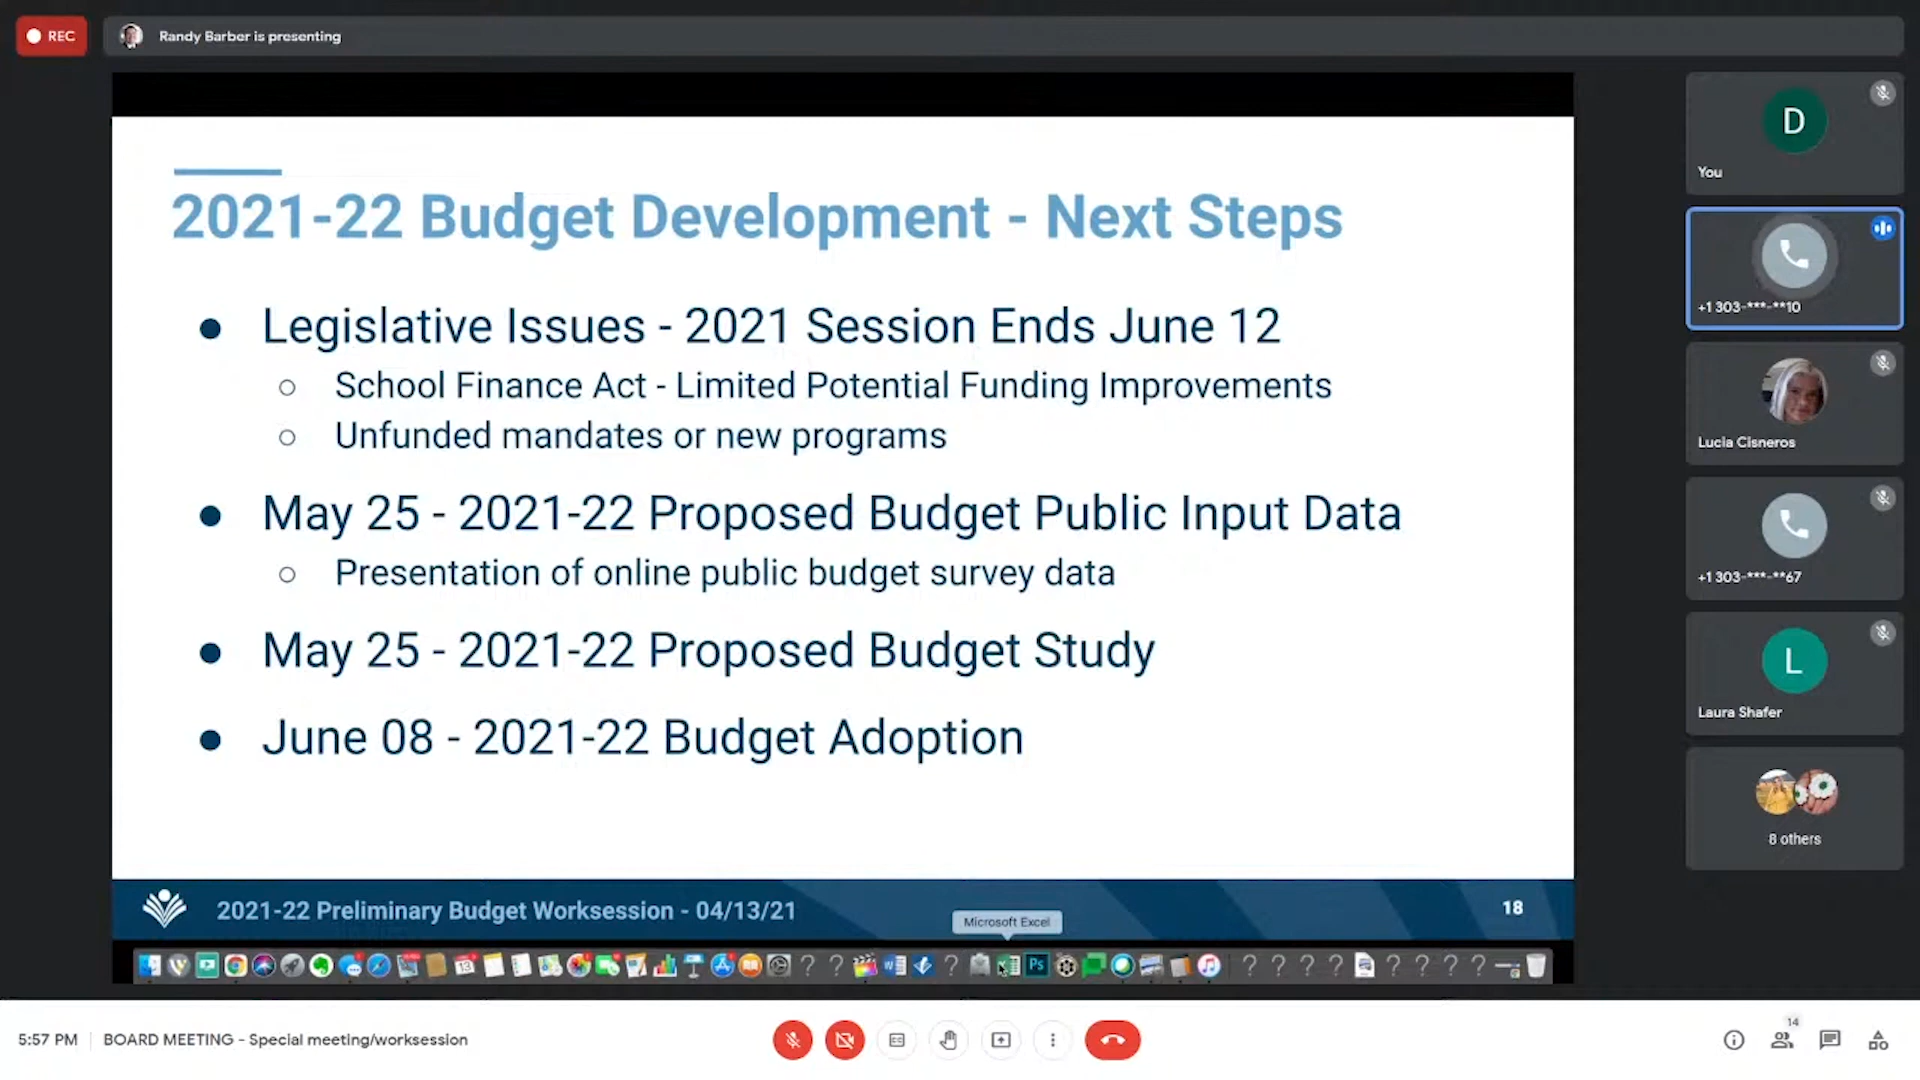 REC
Randy Barber is presenting
2021-22 Budget Development - Next Steps
Legislative Issues - 2021 Session Ends June 12
School Finance Act - Limited Potential Funding Improvements
Unfunded mandates or new programs
May 25 - 2021-22 Proposed Budget Public Input Data
Presentation of online public budget survey data
May 25 - 2021-22 Proposed Budget Study
June 08 - 2021-22 Budget Adoption
2021-22 Preliminary Budget Worksession - 04/13/21
18
Microsoft Excel
D
You
+1 303-***-**10
Lucia Cisneros
+1 303-***-**67
L
Laura Shafer
8 others
5:57 PM
BOARD MEETING - Special meeting/worksession
14